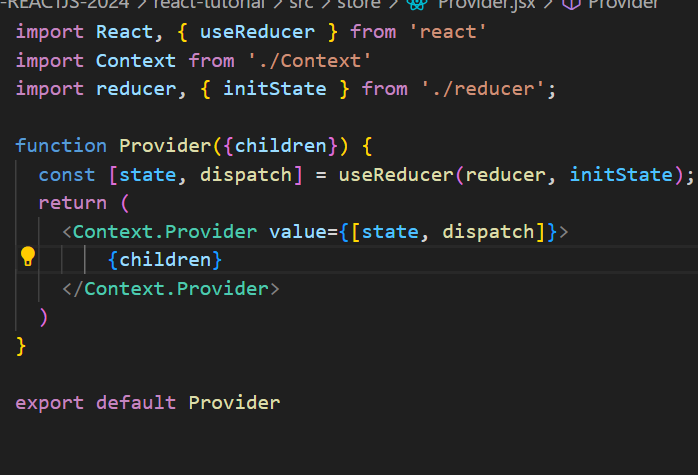 -REACTJS-2024 > react-tutorial > src > store > Provider.jsx > Provider
import React, { useReducer } from 'react'
import Context from './Context'
import reducer, { initState } from './reducer';
function Provider({children}) {
const [state, dispatch] = useReducer(reducer, initState);
return (
<Context.Provider value={[state, dispatch]}>
{children}
</Context.Provider>
)
}
export default Provider